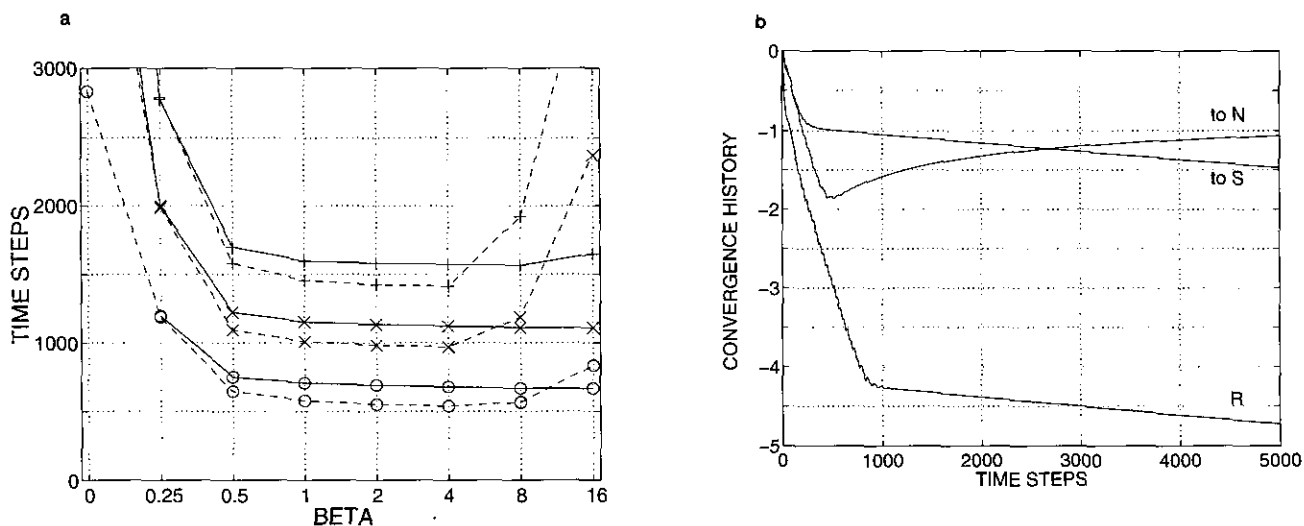 a
3000
2000
1000
0
TIME STEPS
0 0.25 0.5 1 2 4 8 16
BETA
b
0
-1
-2
-3
-4
-5
CONVERGENCE HISTORY
to N
to S
R
0 1000 2000 3000 4000 5000
TIME STEPS